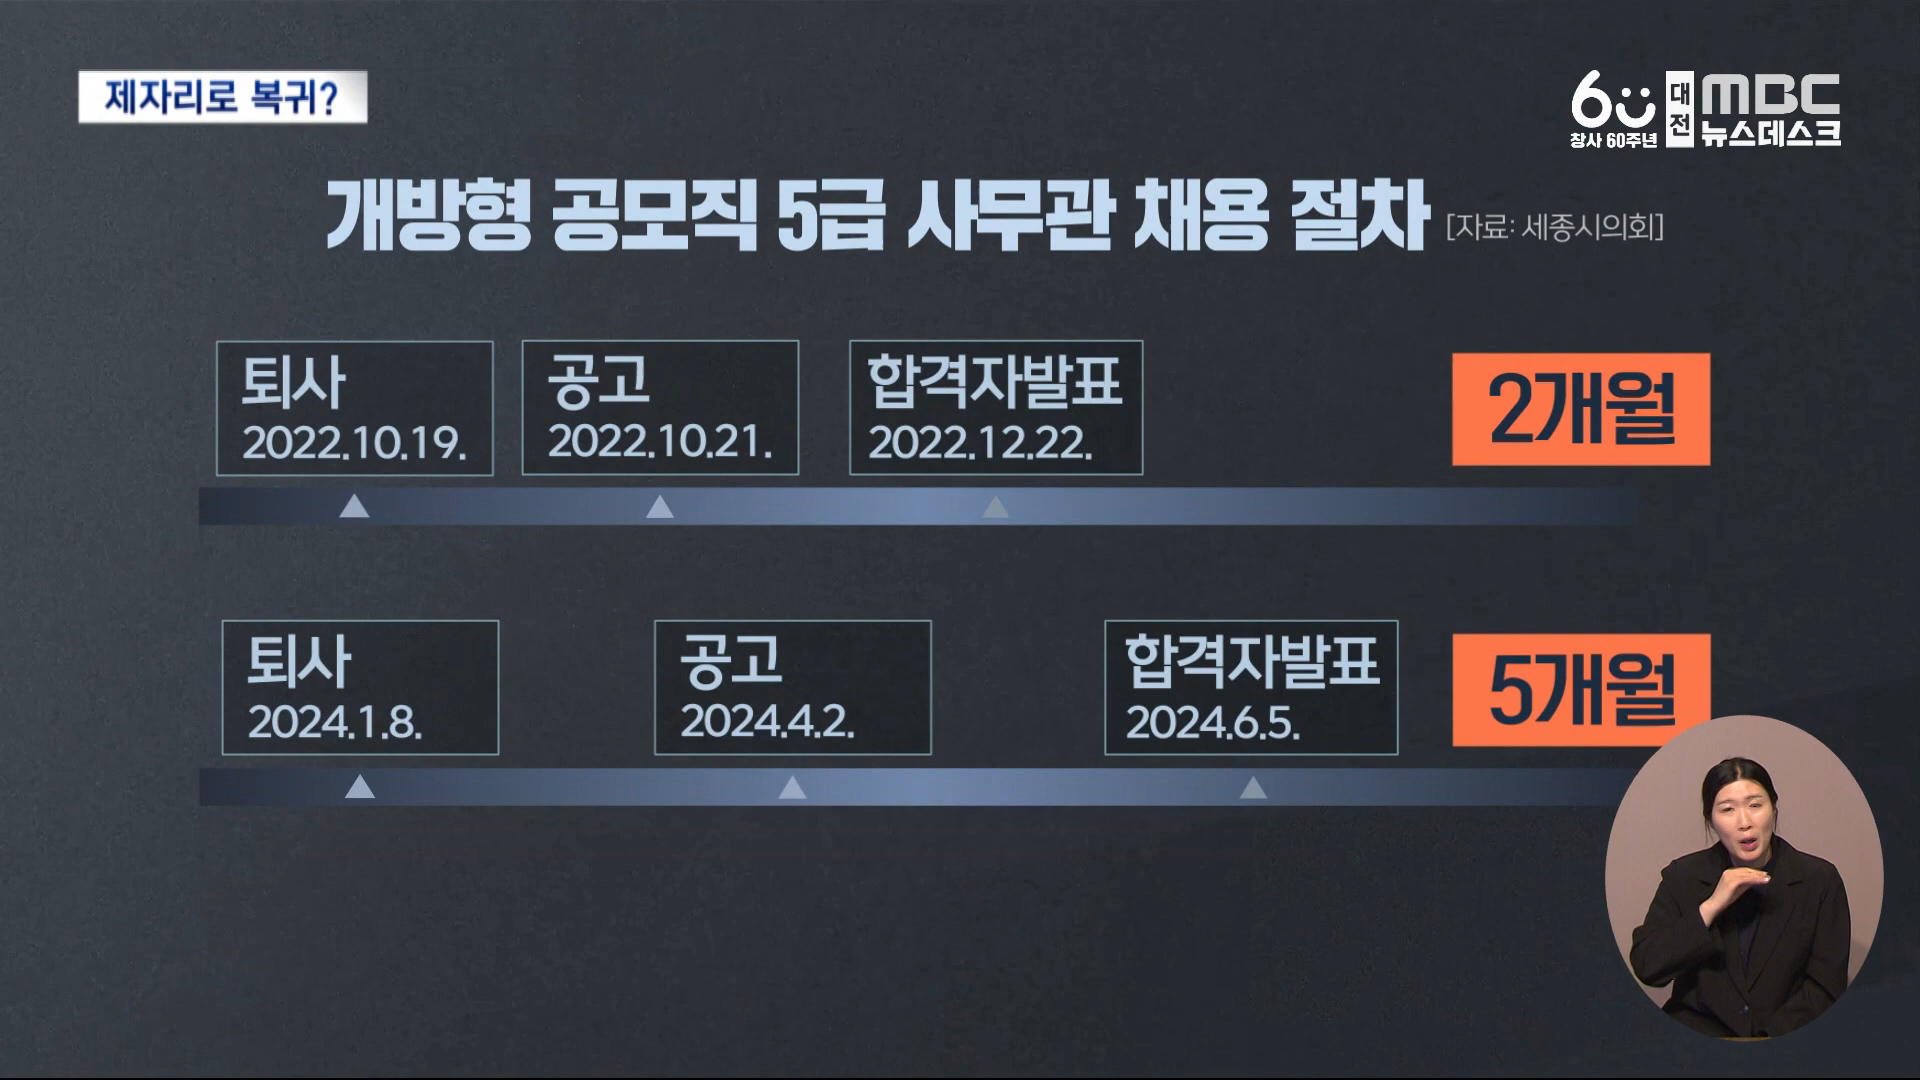 제자리로 복귀?
60
창사 60주년
대전
MBC
뉴스데스크
개방형 공모직 5급 사무관 채용 절차 [자료: 세종시의회]
퇴사
2022.10.19.
공고
2022.10.21.
합격자발표
2022.12.22.
2개월
퇴사
2024.1.8.
공고
2024.4.2.
합격자발표
2024.6.5.
5개월